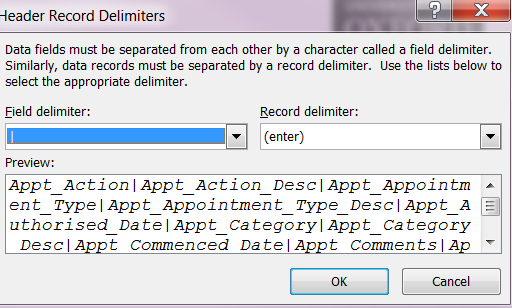 Header Record Delimiters
Data fields must be separated from each other by a character called a field delimiter.
Similarly, data records must be separated by a record delimiter. Use the lists below to
select the appropriate delimiter.
Field delimiter:
Record delimiter:
|
(enter)
Preview:
Appt_Action|Appt_Action_Desc|Appt_Appointm
ent_Type|Appt_Appointment_Type_Desc|Appt_A
uthorised_Date|Appt_Category|Appt_Category
_Desc|Appt_Commenced_Date|Appt_Comments|Ap
OK
Cancel